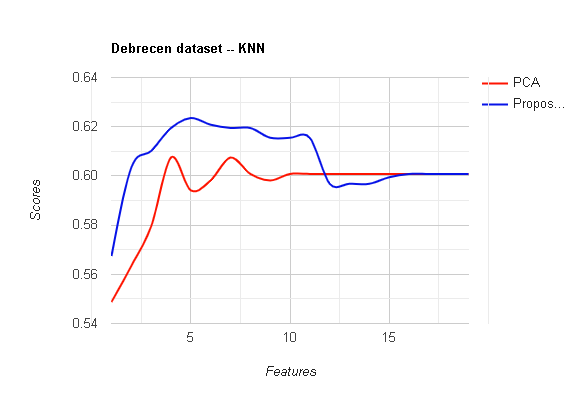 Debrecen dataset -- KNN
0.64
0.62
0.60
0.58
0.56
0.54
Scores
5
10
15
Features
PCA
Propos...